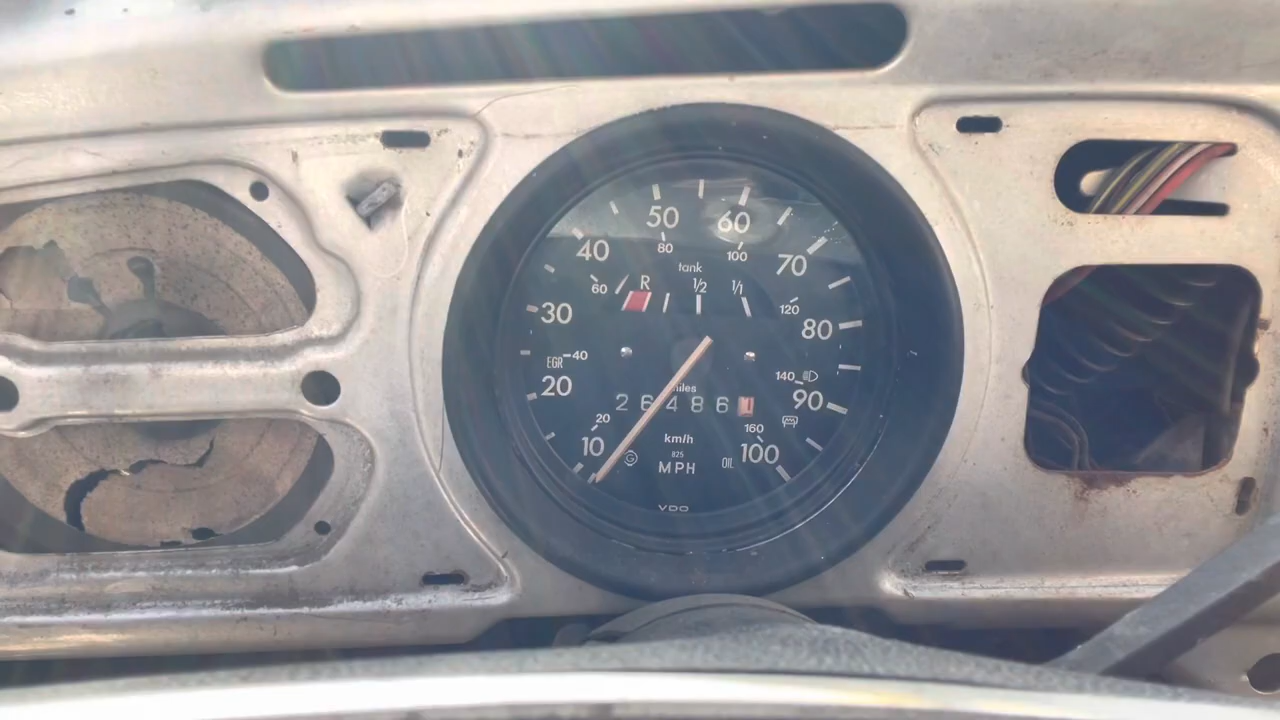 50 60
40 80 100 70
tank
60 R 1/2 1/1
30 120 80
EGR 40
20 140 90
miles
20 2 6 4 8 6 0
160
10 km/h 100
825
MPH OIL
G
VDO